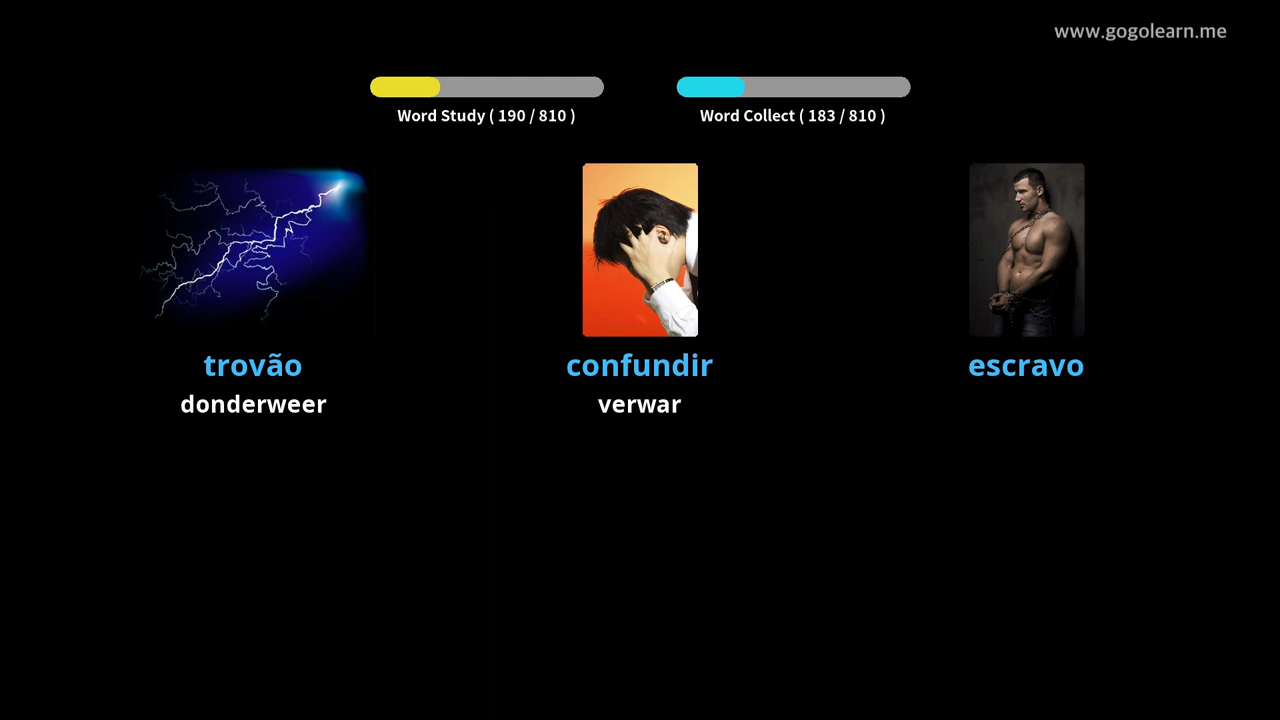 www.gogolearn.me
Word Study ( 190 / 810 )
Word Collect ( 183 / 810 )
trovão
confundir
escravo
donderweer
verwar